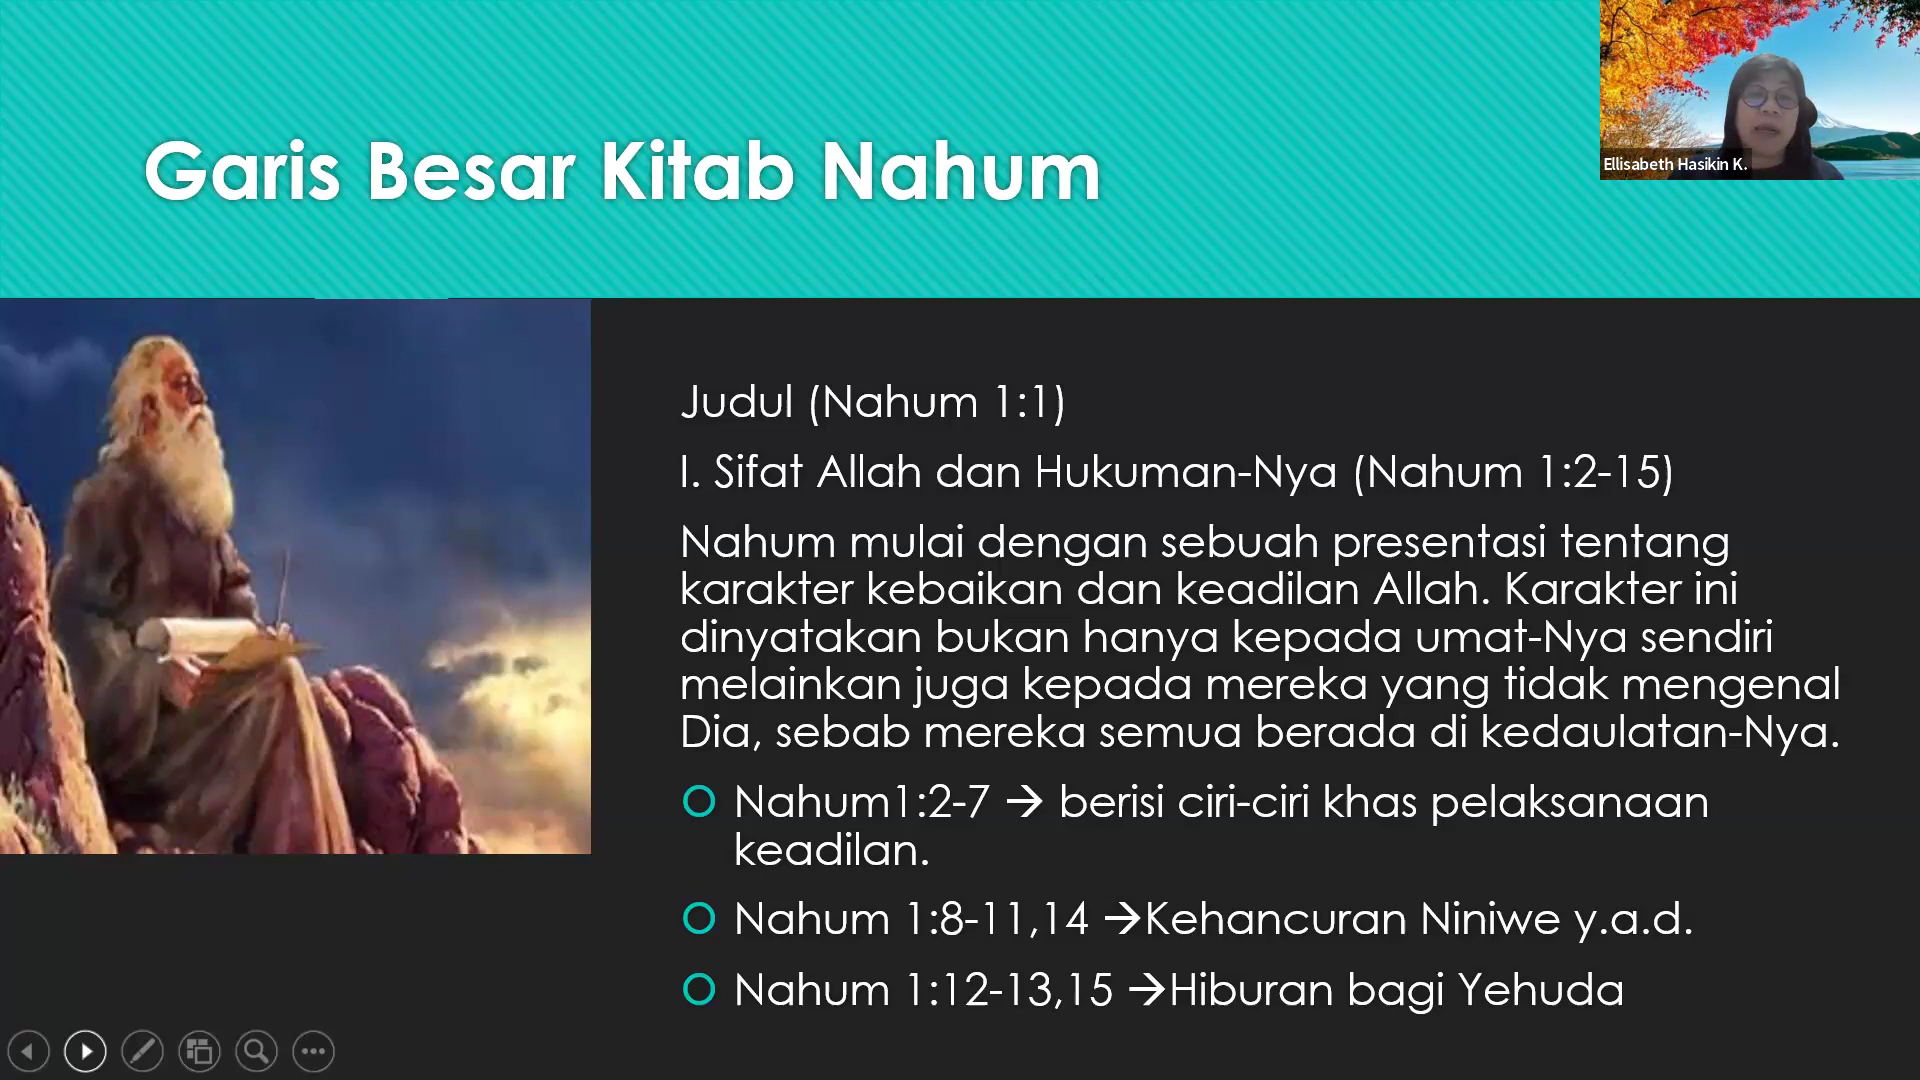 Garis Besar Kitab Nahum
Ellisabeth Hasikin K.
Judul (Nahum 1:1)
I. Sifat Allah dan Hukuman-Nya (Nahum 1:2-15)
Nahum mulai dengan sebuah presentasi tentang
karakter kebaikan dan keadilan Allah. Karakter ini
dinyatakan bukan hanya kepada umat-Nya sendiri
melainkan juga kepada mereka yang tidak mengenal
Dia, sebab mereka semua berada di kedaulatan-Nya.
Nahum1:2-7 → berisi ciri-ciri khas pelaksanaan
keadilan.
Nahum 1:8-11,14 →Kehancuran Niniwe y.a.d.
Nahum 1:12-13,15 →Hiburan bagi Yehuda